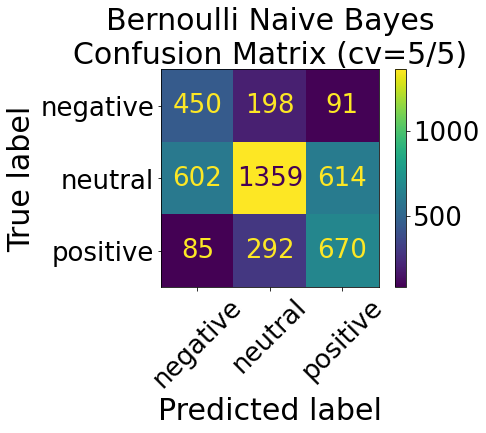 Bernoulli Naive Bayes
Confusion Matrix (cv=5/5)
True label
negative 450 198 91
neutral 602 1359 614
positive 85 292 670
negative neutral positive
Predicted label
1000
500